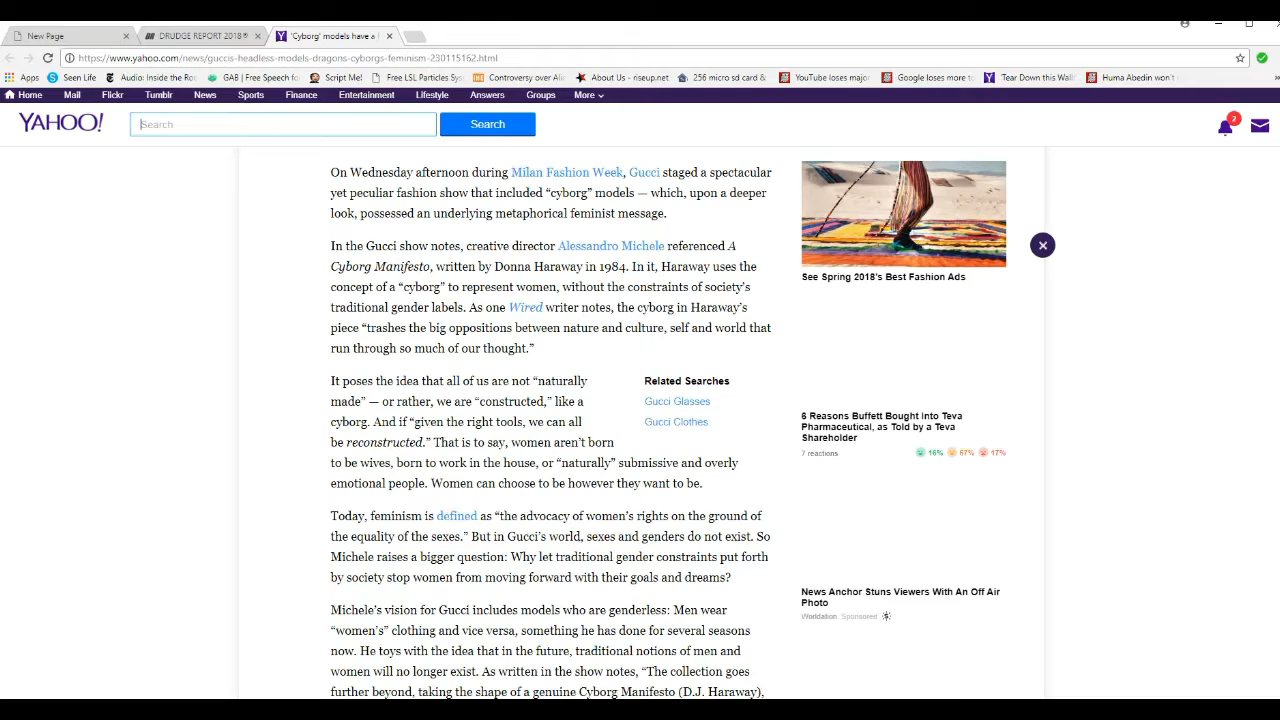 New Page
DRUDGE REPORT 2018®
'Cyborg' models have a
https://www.yahoo.com/news/guccis-headless-models-dragons-cyborgs-feminism-230115162.html
Apps
Seen Life
Audio: Inside the Ro
GAB | Free Speech fo
Script Me!
Free LSL Particle Sys
Controversy over Ali
About Us - riseup.net
256 micro sd card &
YouTube loses major
Google loses more t
Tear Down this Wall
Huma Abedin won't
Home
Mail
Flickr
Tumblr
News
Sports
Finance
Entertainment
Lifestyle
Answers
Groups
More
YAHOO!
Search
Search
2
On Wednesday afternoon during Milan Fashion Week, Gucci staged a spectacular
yet peculiar fashion show that included “cyborg” models — which, upon a deeper
look, possessed an underlying metaphorical feminist message.
In the Gucci show notes, creative director Alessandro Michele referenced A
Cyborg Manifesto, written by Donna Haraway in 1984. In it, Haraway uses the
concept of a “cyborg” to represent women, without the constraints of society’s
traditional gender labels. As one Wired writer notes, the cyborg in Haraway’s
piece “trashes the big oppositions between nature and culture, self and world that
run through so much of our thought.”
It poses the idea that all of us are not “naturally
made” — or rather, we are “constructed,” like a
cyborg. And if “given the right tools, we can all
be reconstructed.” That is to say, women aren’t born
to be wives, born to work in the house, or “naturally” submissive and overly
emotional people. Women can choose to be however they want to be.
Related Searches
Gucci Glasses
Gucci Clothes
Today, feminism is defined as “the advocacy of women’s rights on the ground of
the equality of the sexes.” But in Gucci’s world, sexes and genders do not exist. So
Michele raises a bigger question: Why let traditional gender constraints put forth
by society stop women from moving forward with their goals and dreams?
Michele’s vision for Gucci includes models who are genderless: Men wear
“women’s” clothing and vice versa, something he has done for several seasons
now. He toys with the idea that in the future, traditional notions of men and
women will no longer exist. As written in the show notes, “The collection goes
further beyond, taking the shape of a genuine Cyborg Manifesto (D.J. Haraway),
See Spring 2018's Best Fashion Ads
6 Reasons Buffett Bought Into Teva
Pharmaceutical, as Told by a Teva
Shareholder
7 reactions
16%
67%
17%
News Anchor Stuns Viewers With An Off Air
Photo
Worldation Sponsored